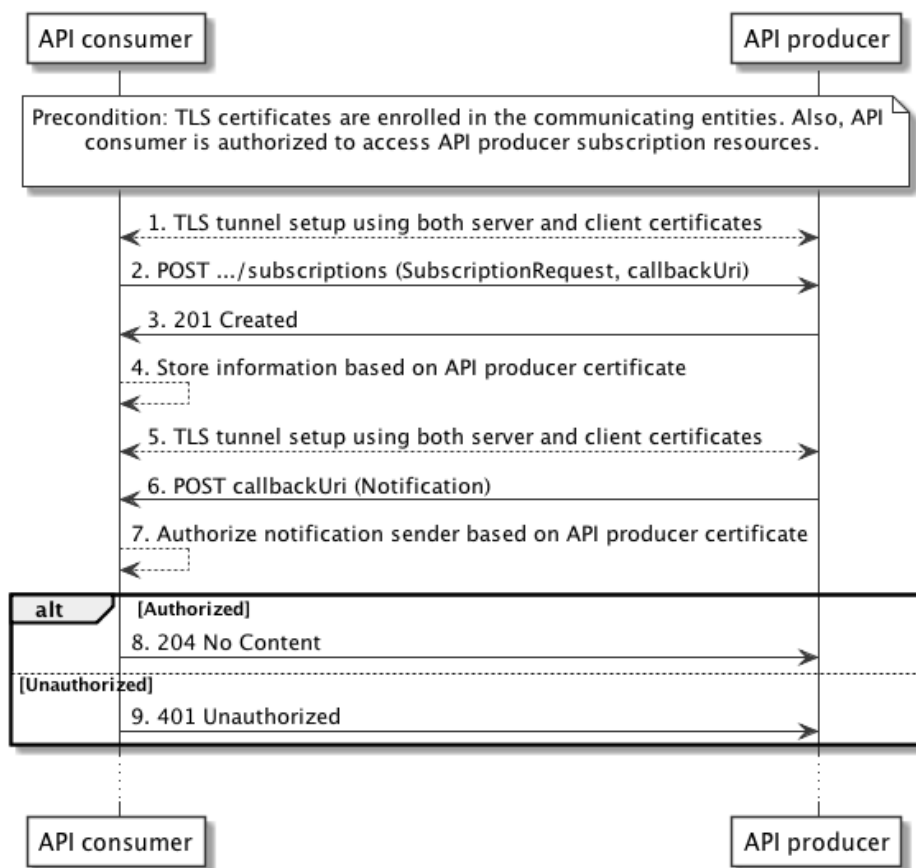 API consumer
API producer
Precondition: TLS certificates are enrolled in the communicating entities. Also, API
consumer is authorized to access API producer subscription resources.
1. TLS tunnel setup using both server and client certificates
2. POST .../subscriptions (SubscriptionRequest, callbackUri)
3. 201 Created
4. Store information based on API producer certificate
5. TLS tunnel setup using both server and client certificates
6. POST callbackUri (Notification)
7. Authorize notification sender based on API producer certificate
alt
[Authorized]
8. 204 No Content
[Unauthorized]
9. 401 Unauthorized
API consumer
API producer